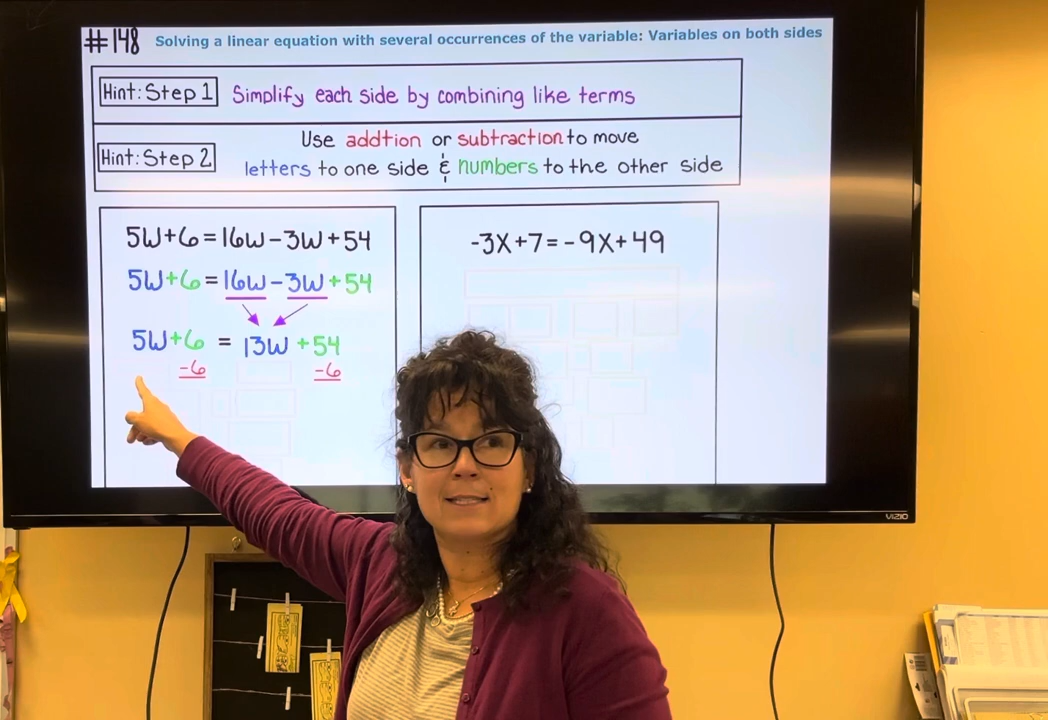 #148 Solving a linear equation with several occurrences of the variable: Variables on both sides
Hint: Step 1 Simplify each side by combining like terms
Hint: Step 2 Use addtion or subtraction to move
letters to one side & numbers to the other side
5W+6=16W-3W+54
5W+6=16W-3W+54
5W+6 = 13W +54
-6 -6
-3X+7=-9X+49
VIZIO